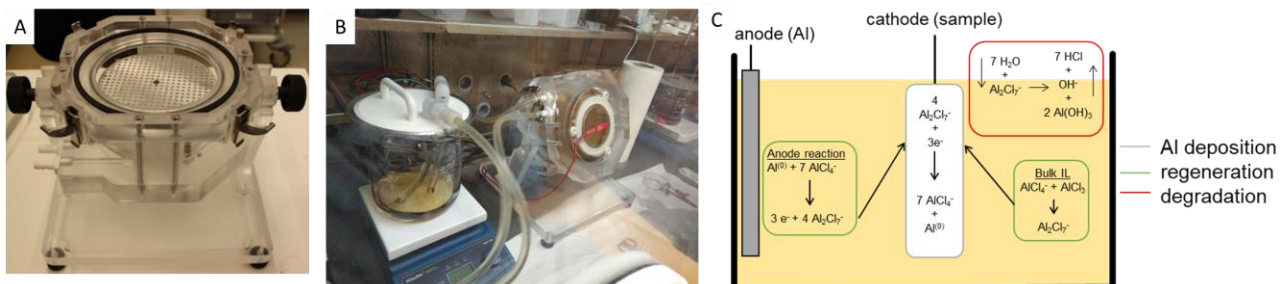 A
B
C
anode (Al)
cathode (sample)
7 H₂O
+
Al₂Cl₇⁻
7 HCl
OH⁻
+
2 Al(OH)₃
4
Al₂Cl₇⁻
+
3e⁻
7 AlCl₄⁻
+
Al⁽⁰⁾
Anode reaction
Al⁽⁰⁾ + 7 AlCl₄⁻
3 e⁻ + 4 Al₂Cl₇⁻
Bulk IL
AlCl₄⁻ + AlCl₃
Al₂Cl₇⁻
Al deposition
regeneration
degradation